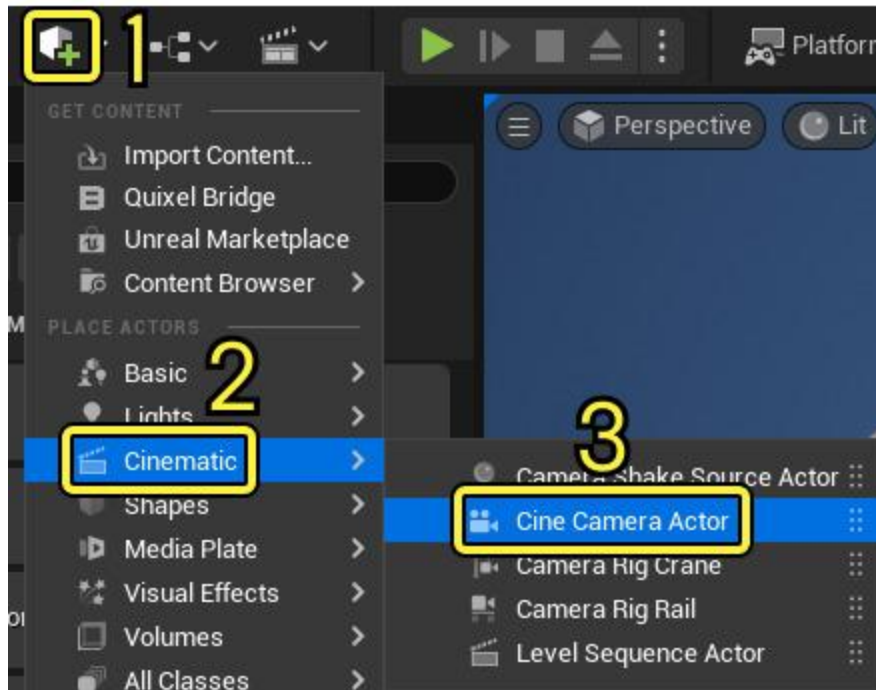 1
Platforr
GET CONTENT
Perspective
Lit
Import Content...
Quixel Bridge
Unreal Marketplace
Content Browser
PLACE ACTORS
Basic
2
Lights
Cinematic
3
Camera Shake Source Actor
Shapes
Cine Camera Actor
Media Plate
Camera Rig Crane
Visual Effects
Camera Rig Rail
Volumes
Level Sequence Actor
All Classes